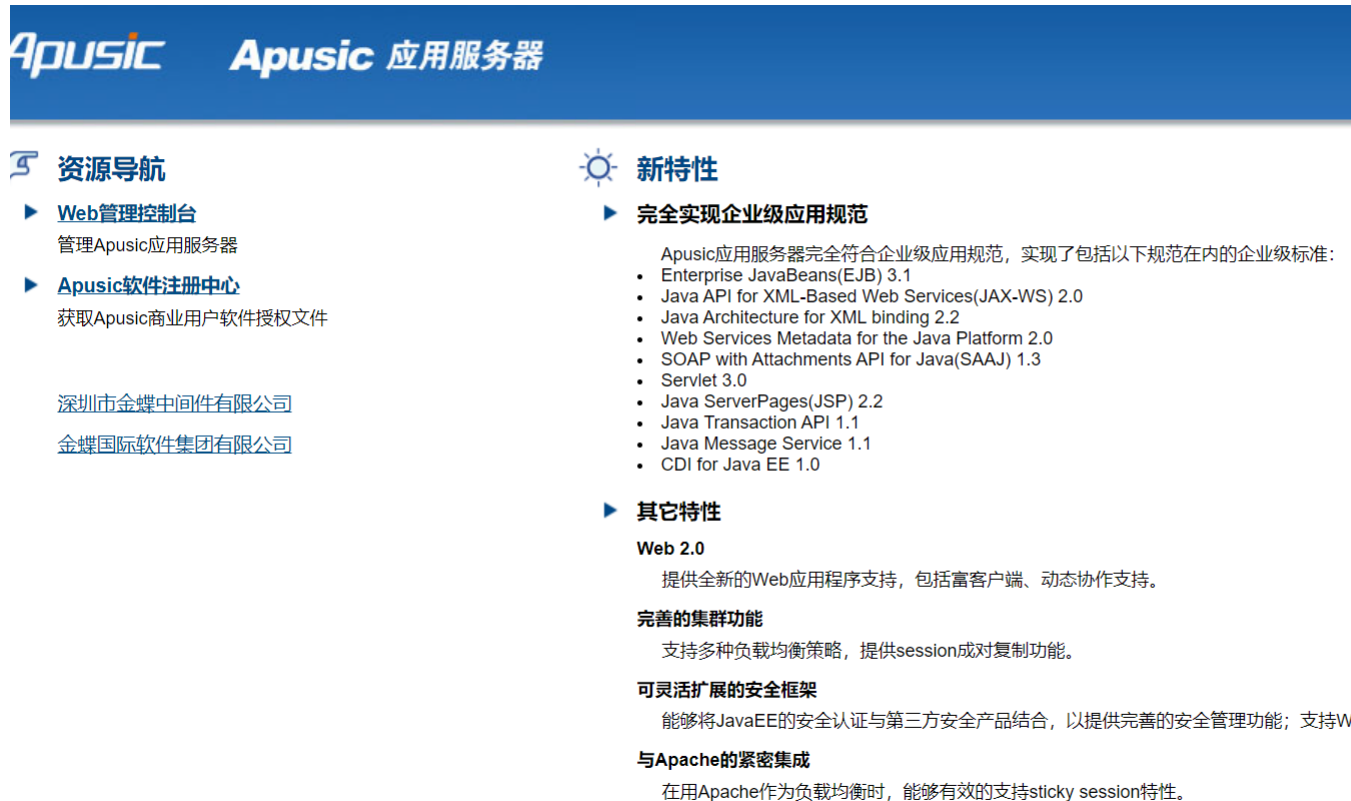 Apusic
Apusic 应用服务器
资源导航
Web管理控制台
管理Apusic应用服务器
Apusic软件注册中心
获取Apusic商业用户软件授权文件
深圳市金蝶中间件有限公司
金蝶国际软件集团有限公司
新特性
完全实现企业级应用规范
Apusic应用服务器完全符合企业级应用规范，实现了包括以下规范在内的企业级标准：
• Enterprise JavaBeans(EJB) 3.1
• Java API for XML-Based Web Services(JAX-WS) 2.0
• Java Architecture for XML binding 2.2
• Web Services Metadata for the Java Platform 2.0
• SOAP with Attachments API for Java(SAAJ) 1.3
• Servlet 3.0
• Java ServerPages(JSP) 2.2
• Java Transaction API 1.1
• Java Message Service 1.1
• CDI for Java EE 1.0
其它特性
Web 2.0
提供全新的Web应用程序支持，包括富客户端、动态协作支持。
完善的集群功能
支持多种负载均衡策略，提供session成对复制功能。
可灵活扩展的安全框架
能够将JavaEE的安全认证与第三方安全产品结合，以提供完善的安全管理功能；支持W
与Apache的紧密集成
在用Apache作为负载均衡时，能够有效的支持sticky session特性。